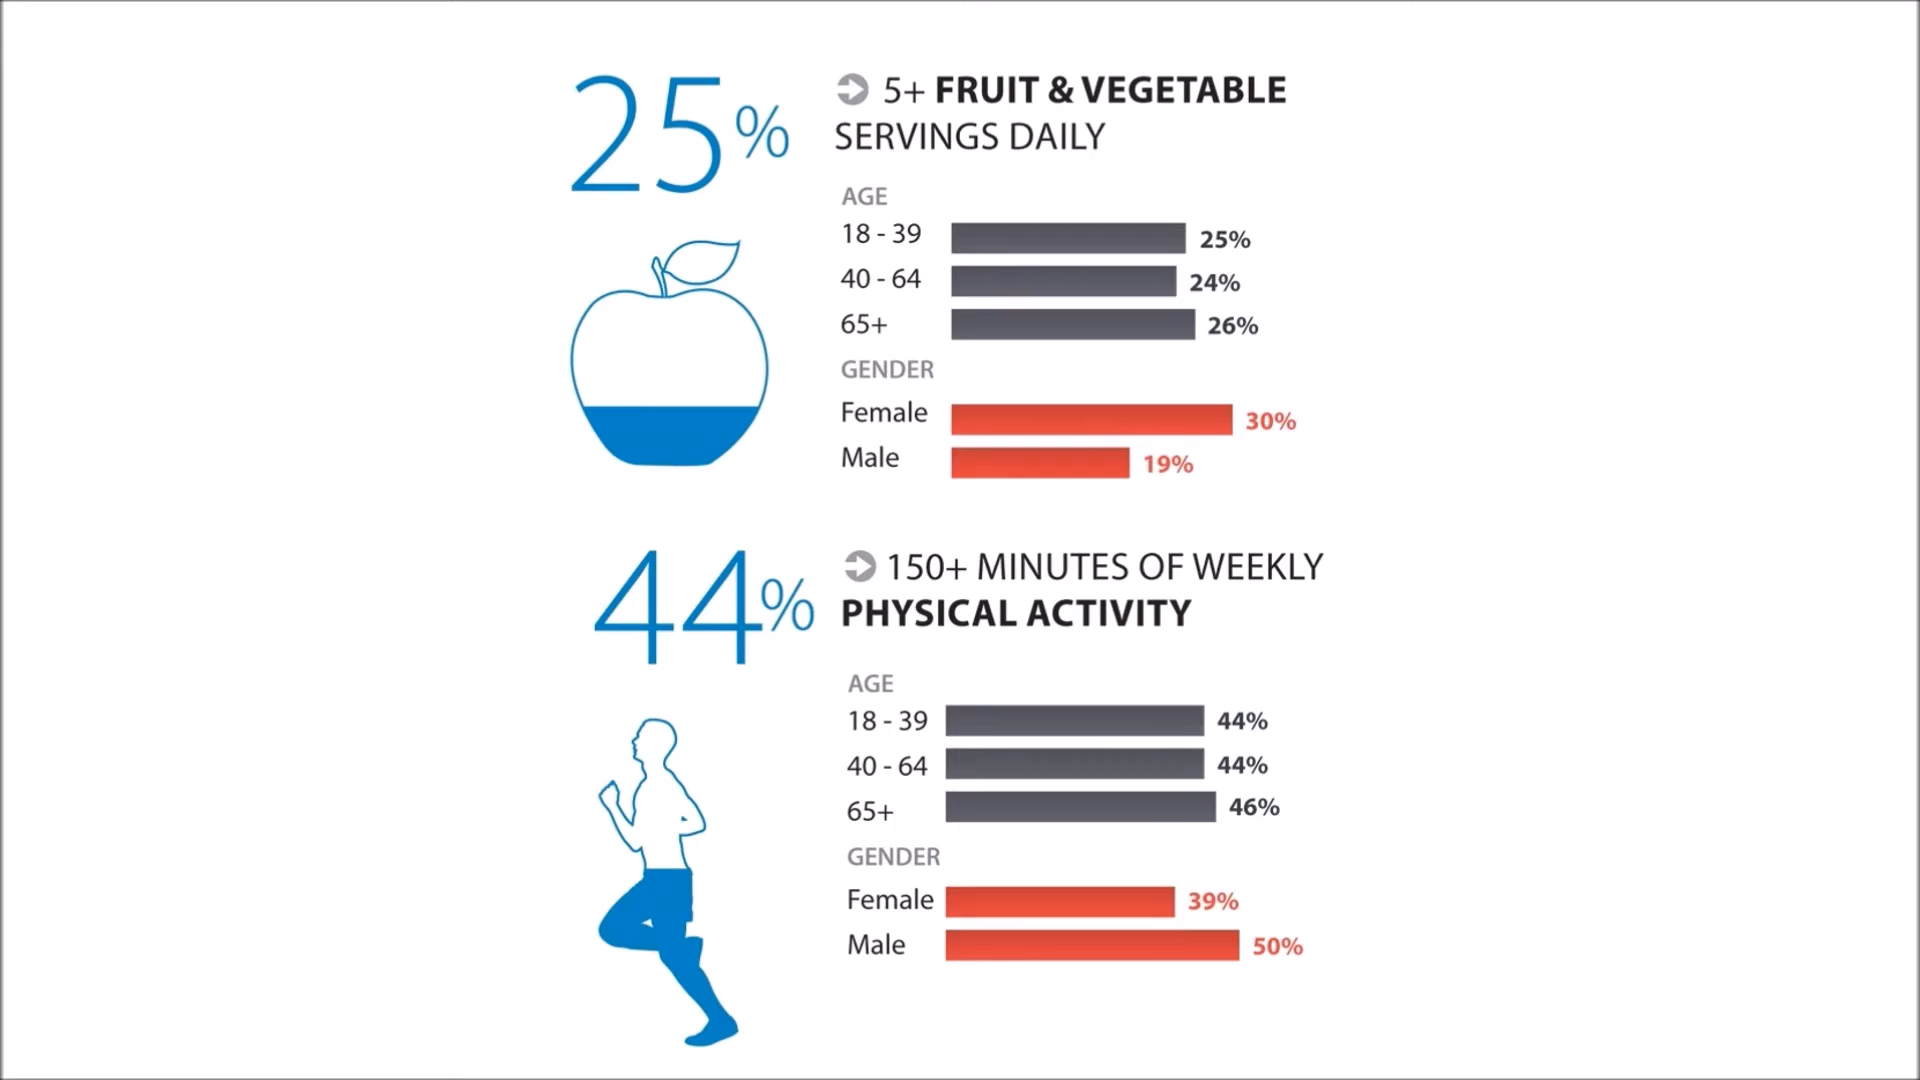 25%
5+ FRUIT & VEGETABLE
SERVINGS DAILY
AGE
18 - 39 25%
40 - 64 24%
65+ 26%
GENDER
Female 30%
Male 19%
44%
150+ MINUTES OF WEEKLY
PHYSICAL ACTIVITY
AGE
18 - 39 44%
40 - 64 44%
65+ 46%
GENDER
Female 39%
Male 50%